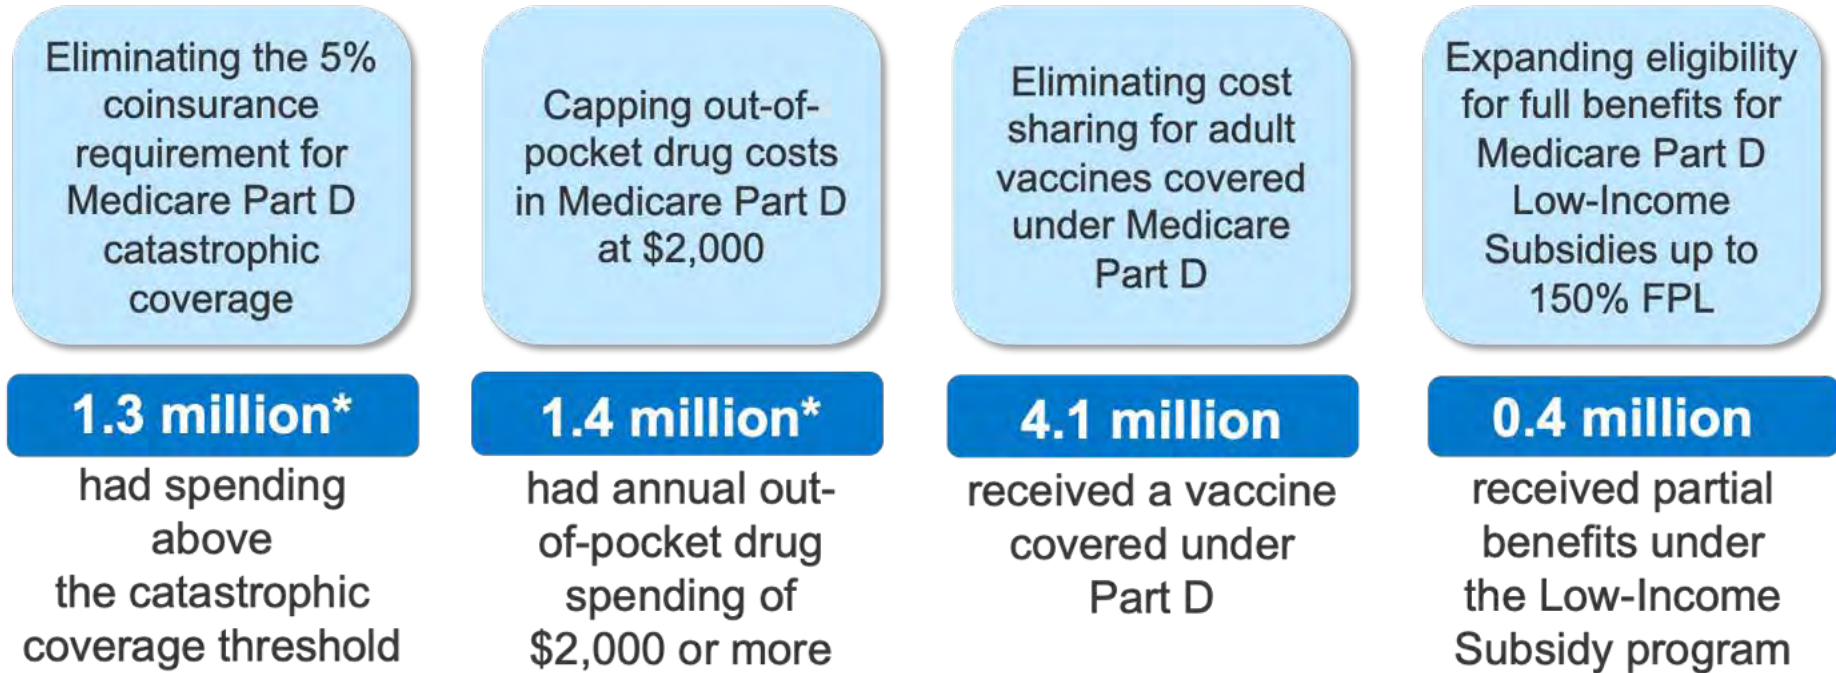 Eliminating the 5%
coinsurance
requirement for
Medicare Part D
catastrophic
coverage
1.3 million*
had spending
above
the catastrophic
coverage threshold
Capping out-of-
pocket drug costs
in Medicare Part D
at $2,000
1.4 million*
had annual out-
of-pocket drug
spending of
$2,000 or more
Eliminating cost
sharing for adult
vaccines covered
under Medicare
Part D
4.1 million
received a vaccine
covered under
Part D
Expanding eligibility
for full benefits for
Medicare Part D
Low-Income
Subsidies up to
150% FPL
0.4 million
received partial
benefits under
the Low-Income
Subsidy program